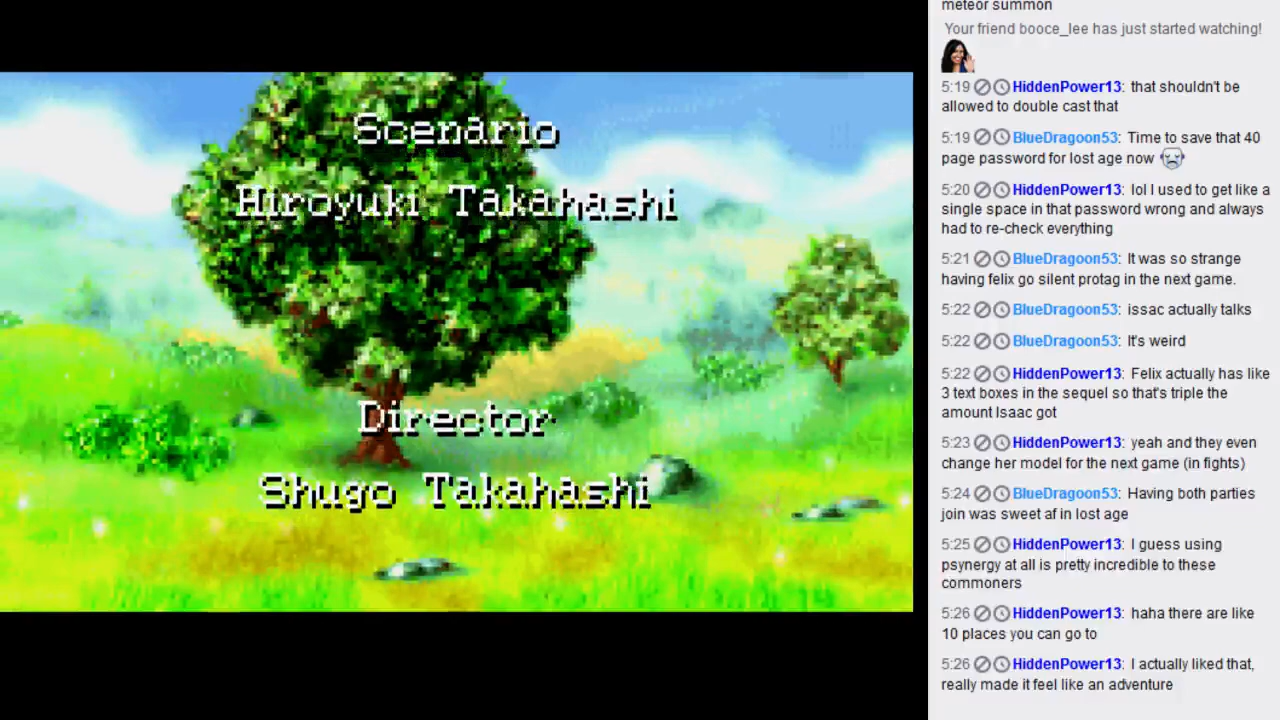 Scenario
Hiroyuki Takahashi
Director
Shugo Takahashi
meteor summon
Your friend booce_lee has just started watching!
5:19 HiddenPower13: that shouldn't be
allowed to double cast that
5:19 BlueDragoon53: Time to save that 40
page password for lost age now
5:20 HiddenPower13: lol I used to get like a
single space in that password wrong and always
had to re-check everything
5:21 BlueDragoon53: It was so strange
having felix go silent protag in the next game.
5:22 BlueDragoon53: issac actually talks
5:22 BlueDragoon53: It's weird
5:22 HiddenPower13: Felix actually has like
3 text boxes in the sequel so that's triple the
amount Isaac got
5:23 HiddenPower13: yeah and they even
change her model for the next game (in fights)
5:24 BlueDragoon53: Having both parties
join was sweet af in lost age
5:25 HiddenPower13: I guess using
psynergy at all is pretty incredible to these
commoners
5:26 HiddenPower13: haha there are like
10 places you can go to
5:26 HiddenPower13: I actually liked that,
really made it feel like an adventure